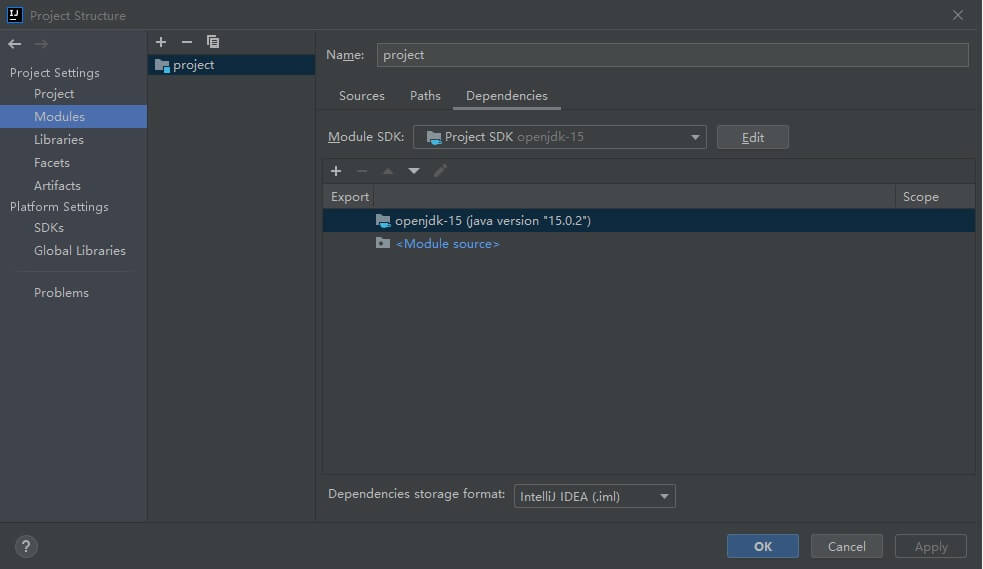 IJ Project Structure
Project Settings
Project
Modules
Libraries
Facets
Artifacts
Platform Settings
SDKs
Global Libraries
Problems
project
Name: project
Sources Paths Dependencies
Module SDK: Project SDK openjdk-15 Edit
Export Scope
openjdk-15 (java version "15.0.2")
<Module source>
Dependencies storage format: IntelliJ IDEA (.iml)
? OK Cancel Apply